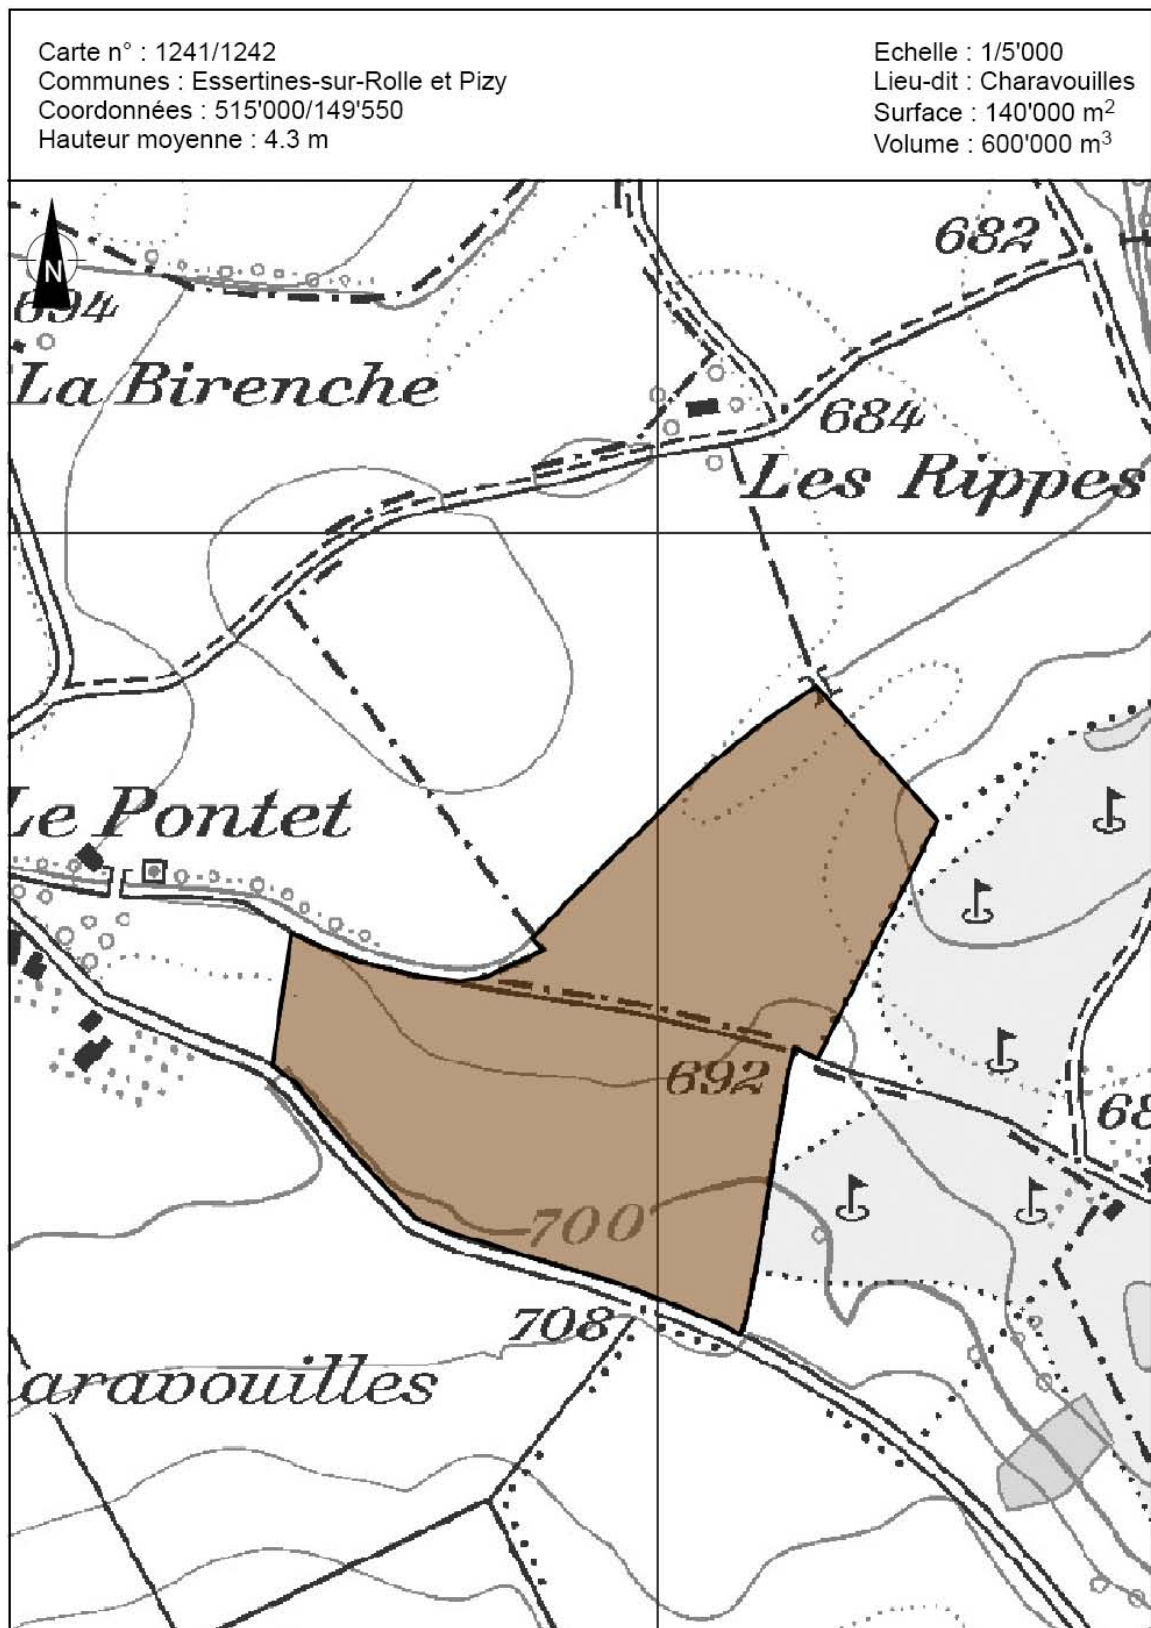 Carte n° : 1241/1242
Communes : Essertines-sur-Rolle et Pizy
Coordonnées : 515'000/149'550
Hauteur moyenne : 4.3 m
Echelle : 1/5'000
Lieu-dit : Charavouilles
Surface : 140'000 m²
Volume : 600'000 m³
682
N
694
La Birenche
684
Les Rippes
Le Pontet
692
68
700
708
aravouilles